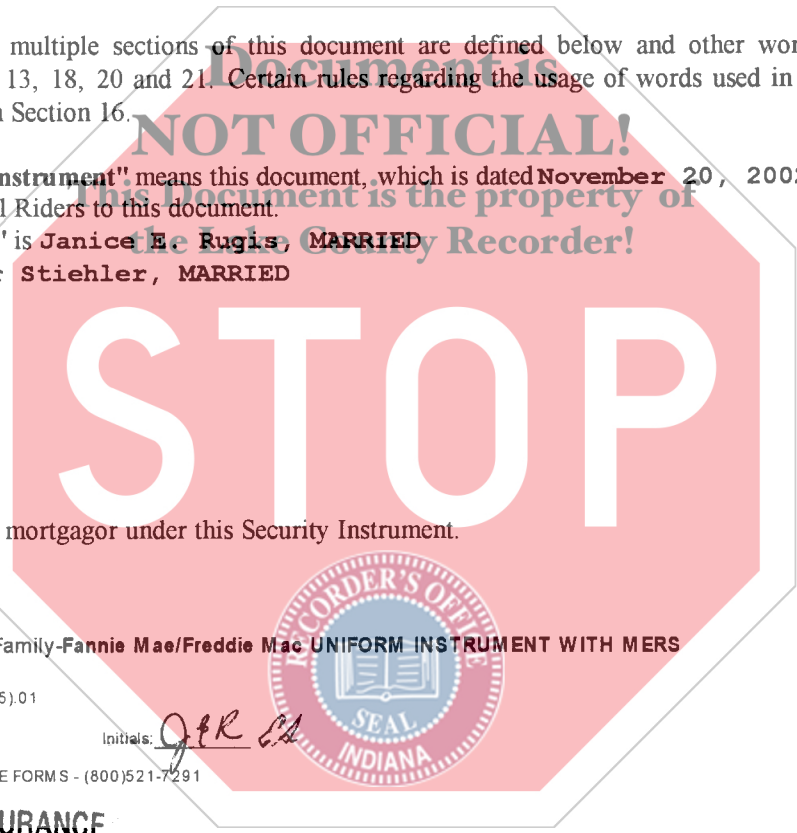 multiple sections of this document are defined below and other wor
13, 18, 20 and 21. Certain rules regarding the usage of words used in
Section 16.
Document is
NOT OFFICIAL!
This Document is the property of
the Lake County Recorder!
nstrument" means this document, which is dated November 20, 2002
l Riders to this document.
" is Janice E. Rugis, MARRIED
Stiehler, MARRIED
STOP
mortgagor under this Security Instrument.
RECORDER'S OFFICE
SEAL
INDIANA
Family-Fannie Mae/Freddie Mac UNIFORM INSTRUMENT WITH MERS
5).01
Initials: JER
E FORMS - (800)521-7291
URANCE